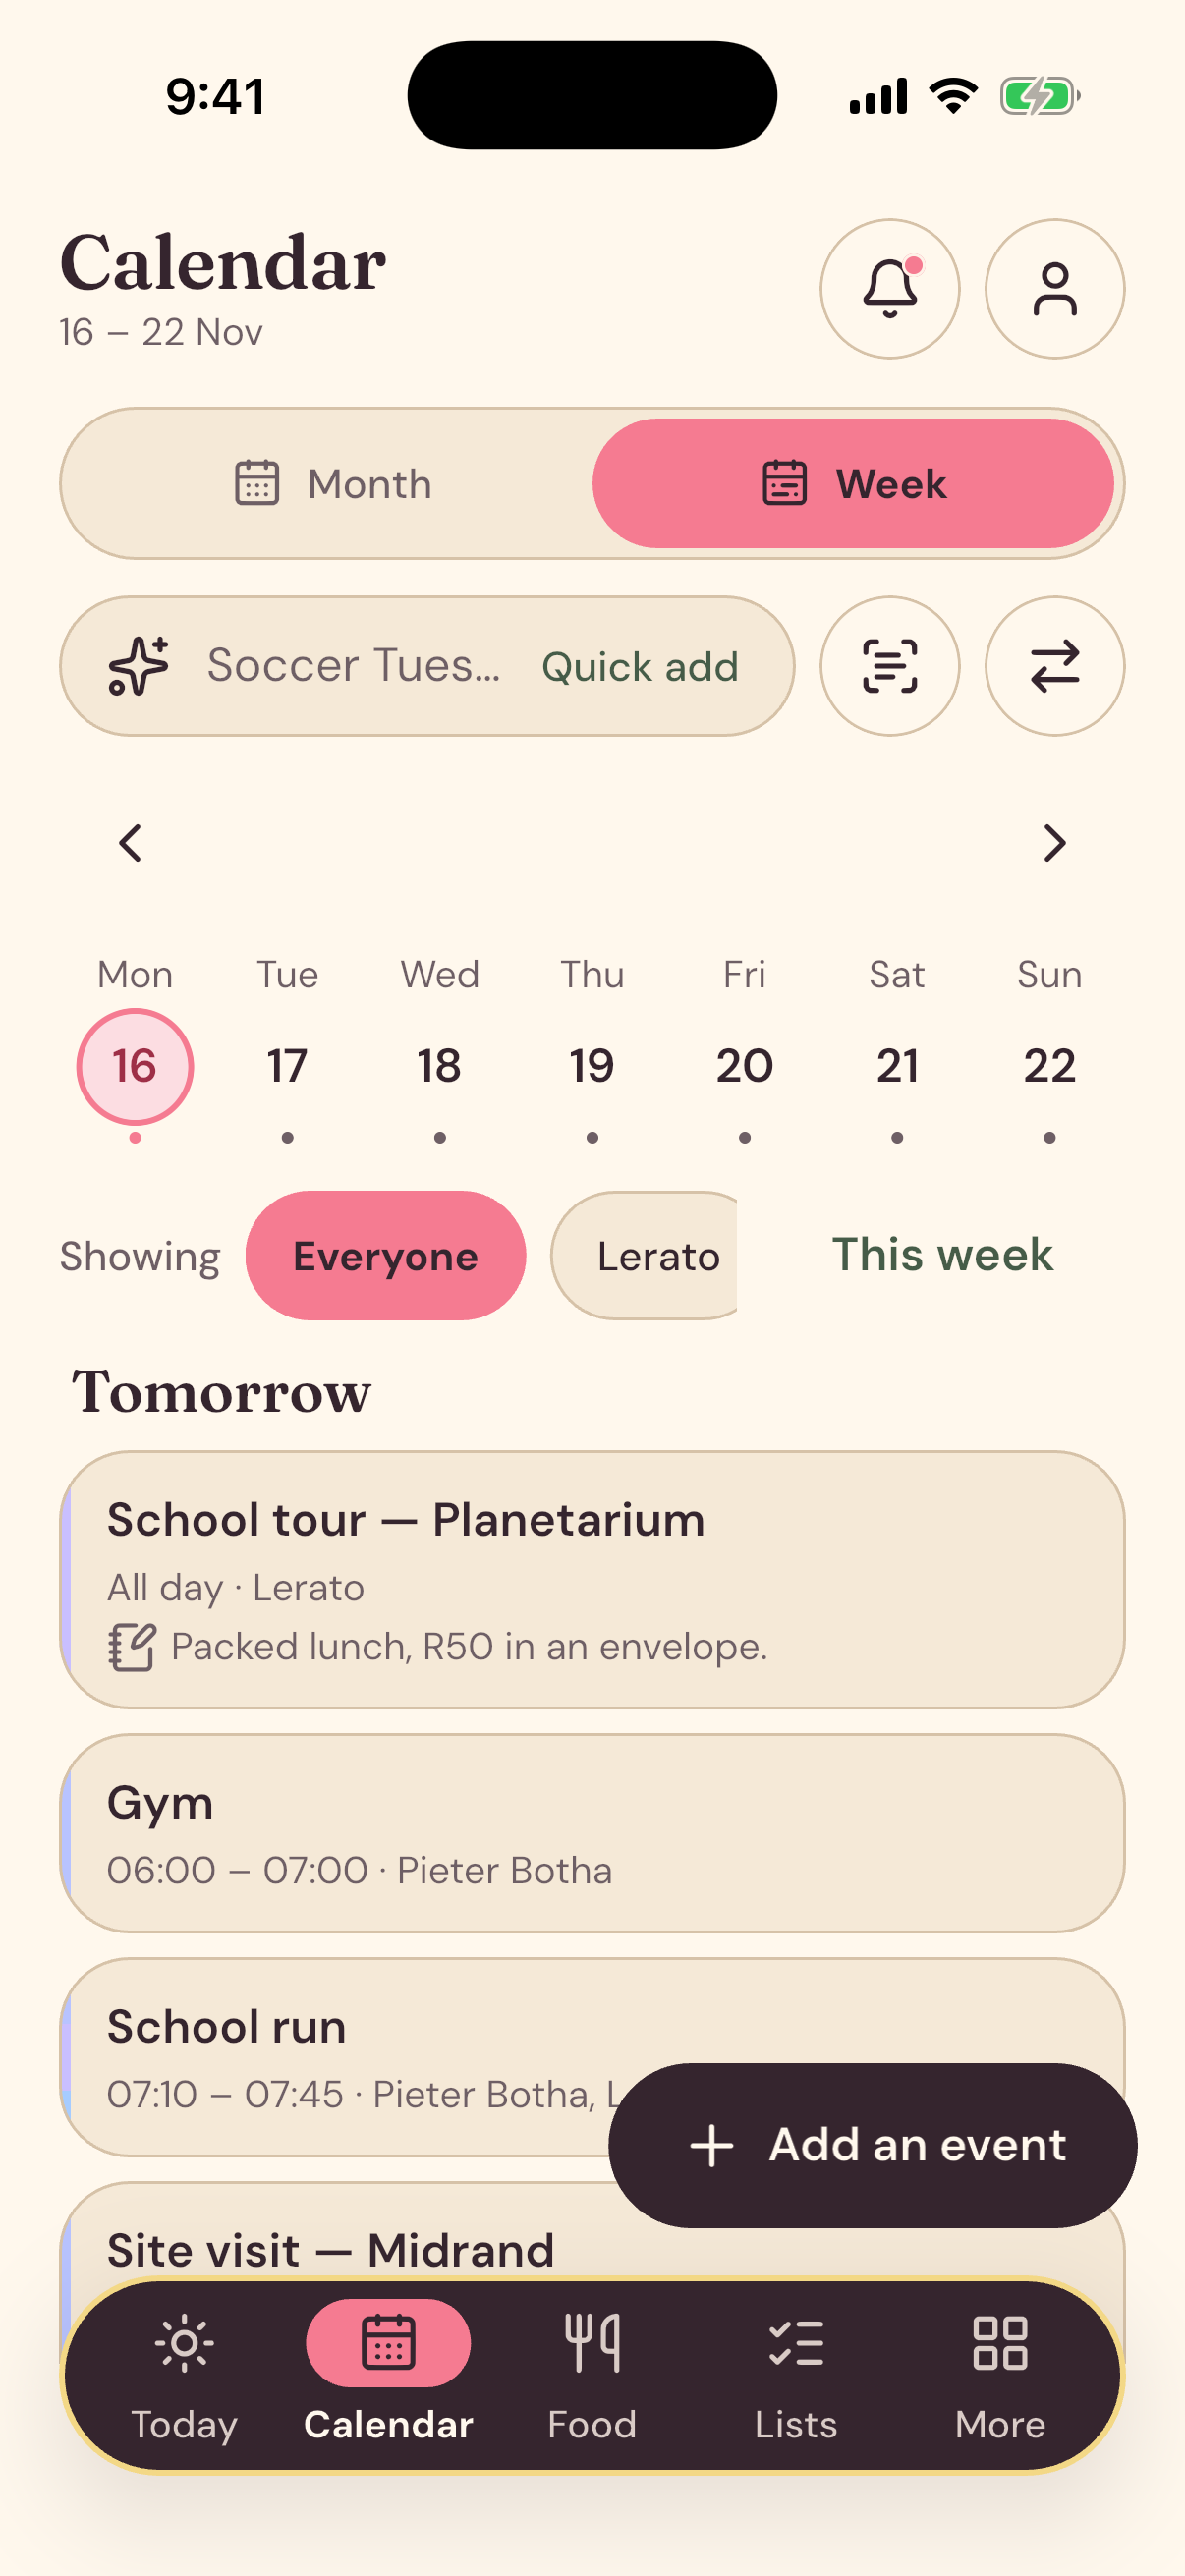 9:41
Calendar
16 – 22 Nov
Month
Week
Soccer Tues...
Quick add
Mon Tue Wed Thu Fri Sat Sun
16 17 18 19 20 21 22
Showing Everyone Lerato This week
Tomorrow
School tour — Planetarium
All day · Lerato
Packed lunch, R50 in an envelope.
Gym
06:00 – 07:00 · Pieter Botha
School run
07:10 – 07:45 · Pieter Botha, L
Add an event
Site visit — Midrand
Today Calendar Food Lists More